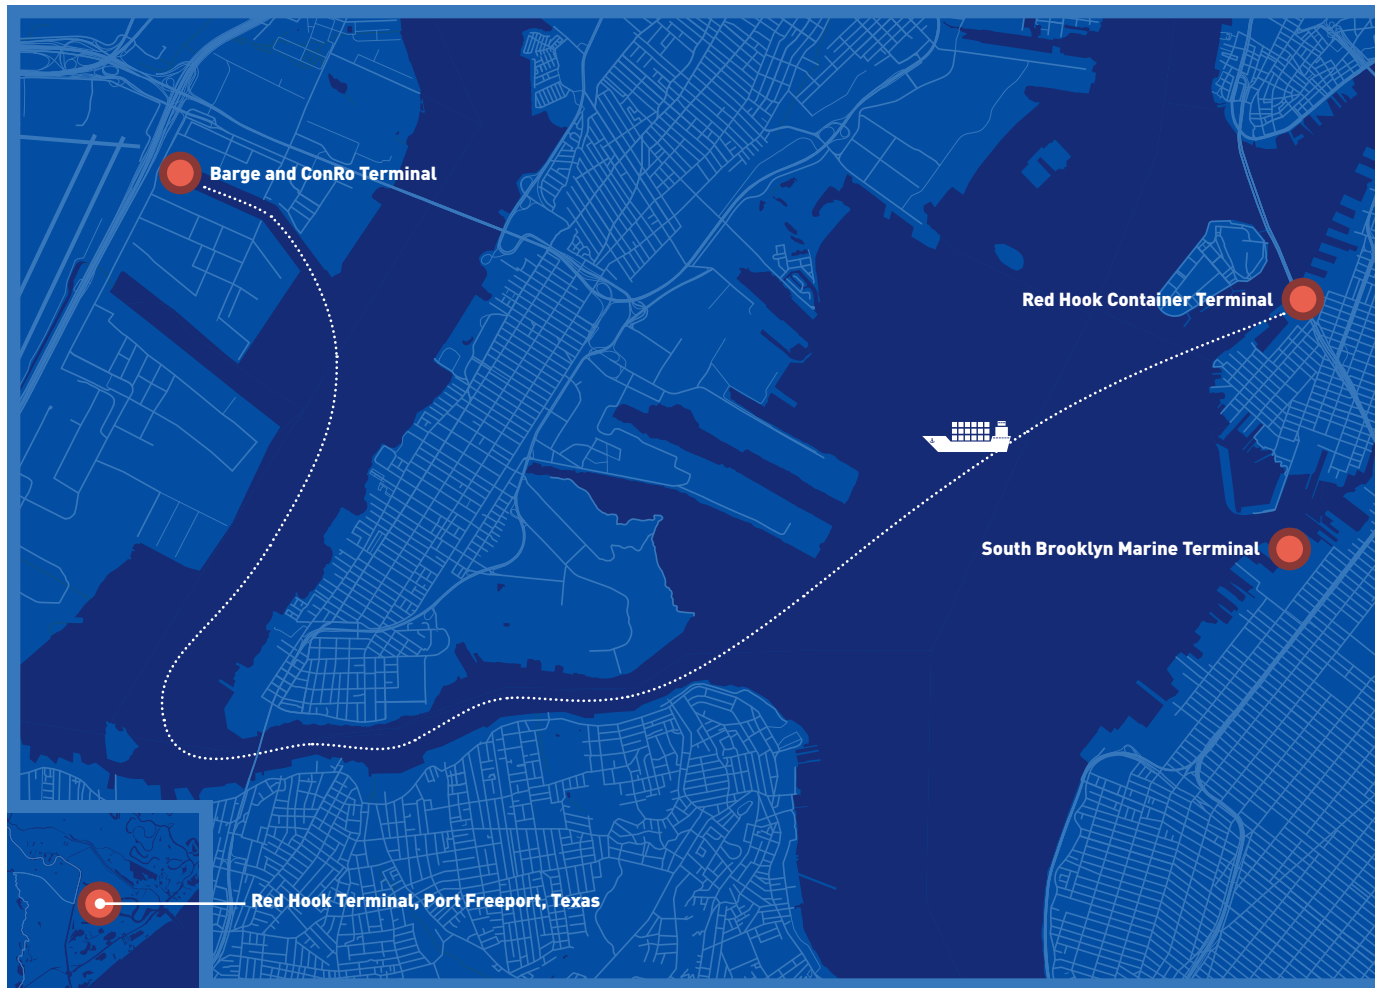 Barge and ConRo Terminal
Red Hook Container Terminal
South Brooklyn Marine Terminal
Red Hook Terminal, Port Freeport, Texas